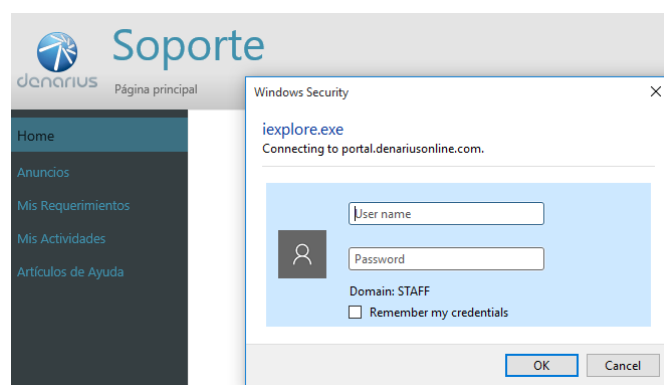 Soporte
denarius
Página principal
Home
Anuncios
Mis Requerimientos
Mis Actividades
Artículos de Ayuda
Windows Security
iexplore.exe
Connecting to portal.denariusonline.com.
User name
Password
Domain: STAFF
Remember my credentials
OK Cancel